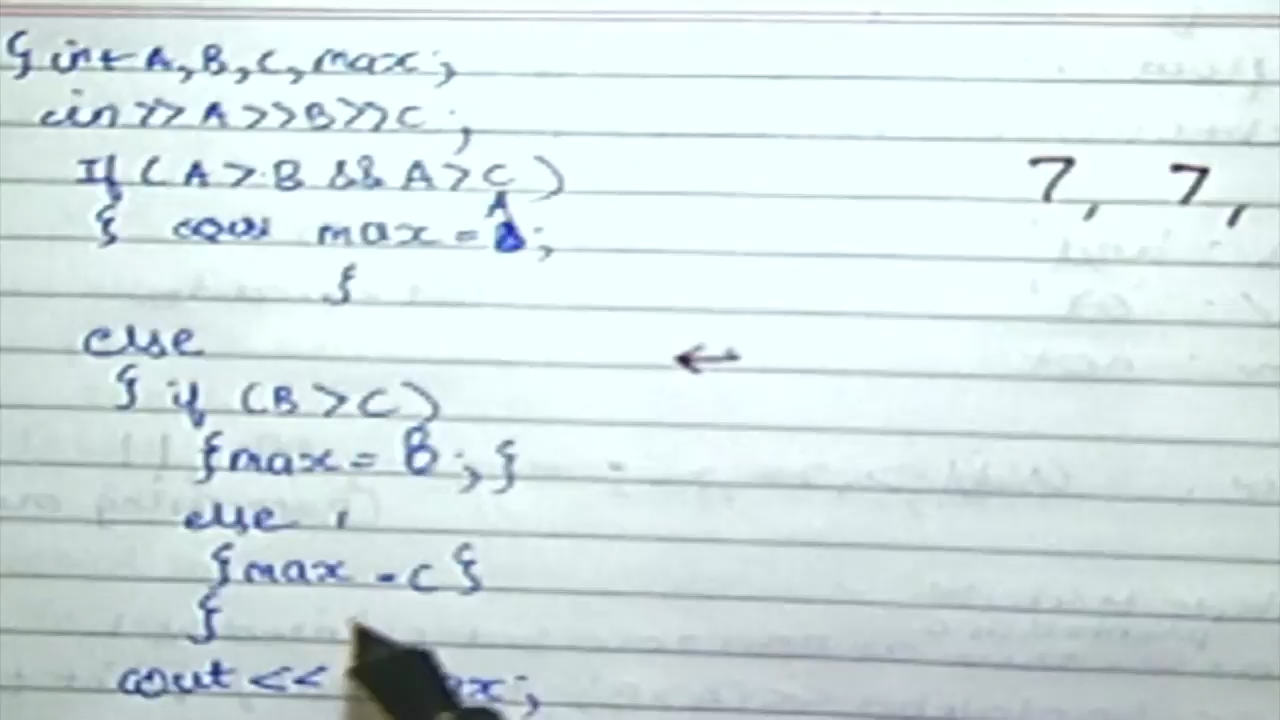 { int A, B, C, max;
cin >> A >> B >> C;
If (A > B && A > C)
7, 7,
{ max = A;
}
else
{ if (B > C)
{max = B;}
else
{max = C}
}
cout <<